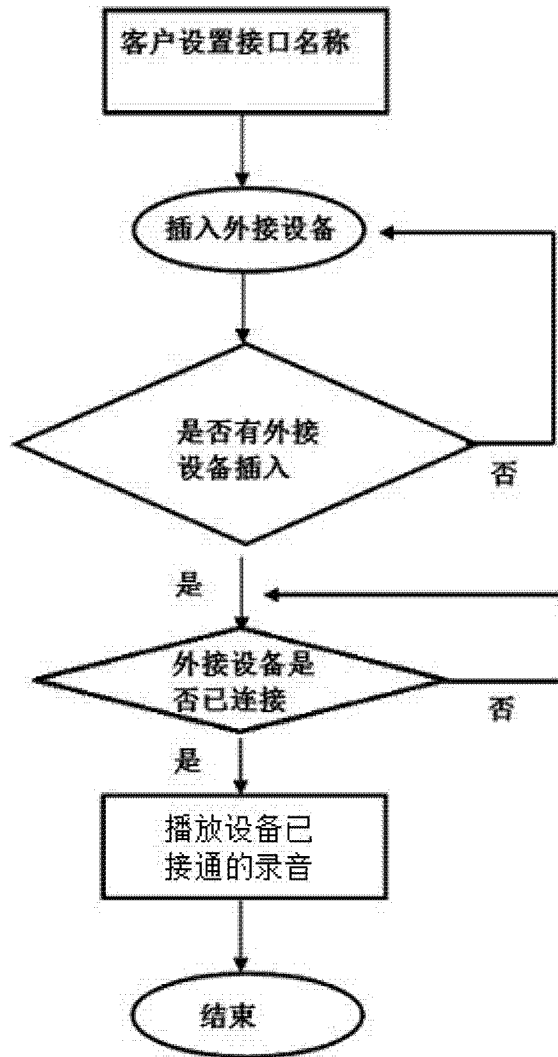 客户设置接口名称
插入外接设备
是否有外接
设备插入
否
是
外接设备是
否已连接
否
是
播放设备已
接通的录音
结束